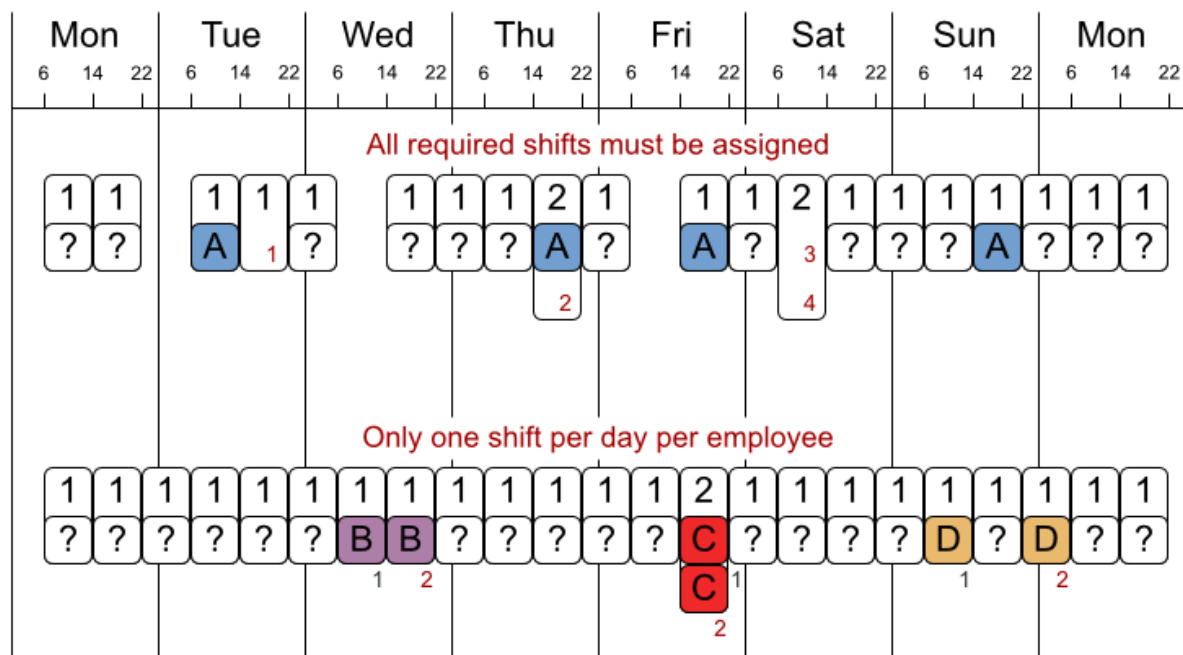 Mon Tue Wed Thu Fri Sat Sun Mon
6 14 22 6 14 22 6 14 22 6 14 22 6 14 22 6 14 22 6 14 22 6 14 22
All required shifts must be assigned
1 1 1 1 1 1 1 1 2 1 1 1 2 1 1 1 1 1 1 1
? ? A 1 ? ? ? ? A ? A ? 3 ? ? ? A ? ? ?
2 4
Only one shift per day per employee
1 1 1 1 1 1 1 1 1 1 1 1 1 2 1 1 1 1 1 1 1 1 1
? ? ? ? ? ? B B ? ? ? ? ? C ? ? ? ? D ? D ? ?
1 2 C 1 1 2
2